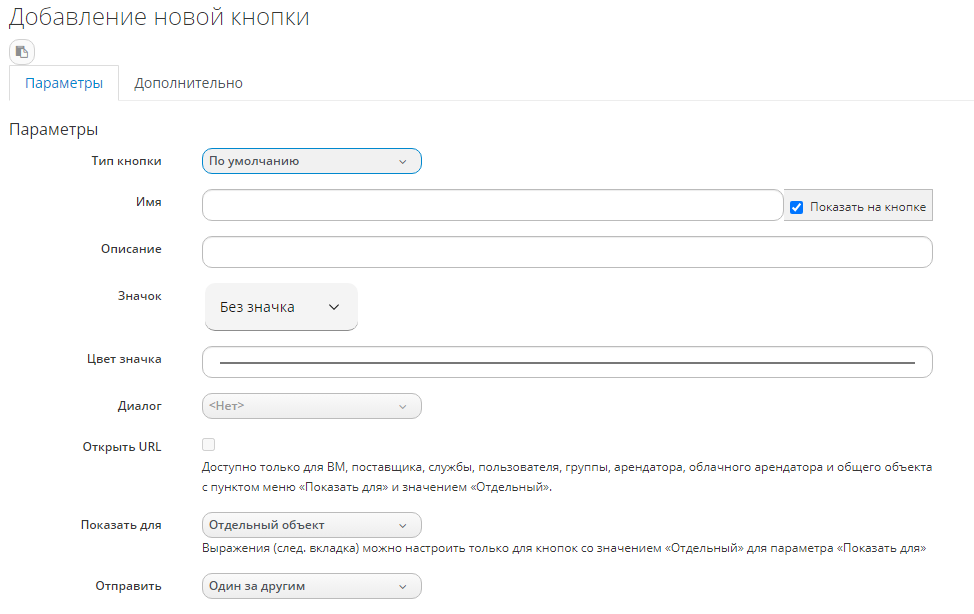 Добавление новой кнопки
Параметры Дополнительно
Параметры
Тип кнопки По умолчанию
Имя Показать на кнопке
Описание
Значок Без значка
Цвет значка
Диалог <Нет>
Открыть URL
Доступно только для ВМ, поставщика, службы, пользователя, группы, арендатора, облачного арендатора и общего объекта
с пунктом меню «Показать для» и значением «Отдельный».
Показать для Отдельный объект
Выражения (след. вкладка) можно настроить только для кнопок со значением «Отдельный» для параметра «Показать для»
Отправить Один за другим